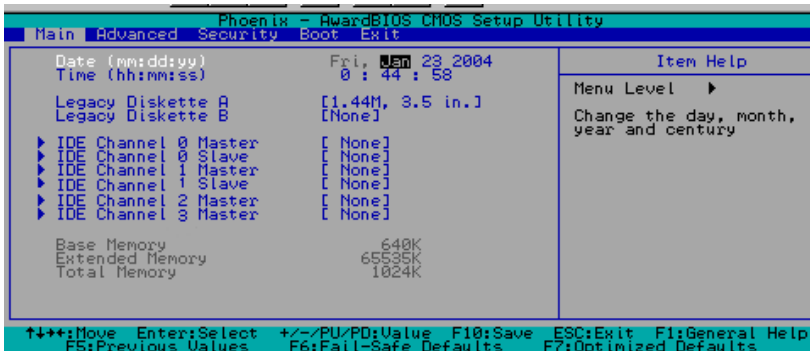 Phoenix - AwardBIOS CMOS Setup Utility
Main Advanced Security Boot Exit
Date (mm:dd:yy) Fri, Jan 23 2004
Time (hh:mm:ss) 0 : 44 : 58
Legacy Diskette A [1.44M, 3.5 in.]
Legacy Diskette B [None]
IDE Channel 0 Master [ None]
IDE Channel 0 Slave [ None]
IDE Channel 1 Master [ None]
IDE Channel 1 Slave [ None]
IDE Channel 2 Master [ None]
IDE Channel 3 Master [ None]
Base Memory 640K
Extended Memory 65535K
Total Memory 1024K
Item Help
Menu Level ▶
Change the day, month,
year and century
↑↓→←:Move Enter:Select +/-/PU/PD:Value F10:Save ESC:Exit F1:General Help
F5:Previous Values F6:Fail-Safe Defaults F7:Optimized Defaults